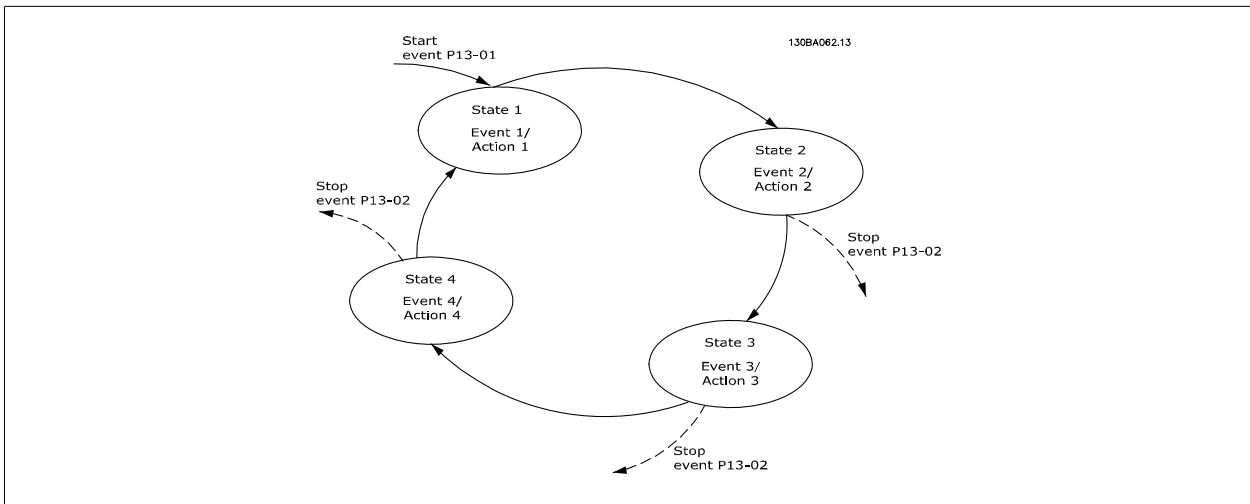 Start
event P13-01
130BA062.13
State 1
Event 1/
Action 1
State 2
Event 2/
Action 2
Stop
event P13-02
Stop
event P13-02
State 4
Event 4/
Action 4
State 3
Event 3/
Action 3
Stop
event P13-02